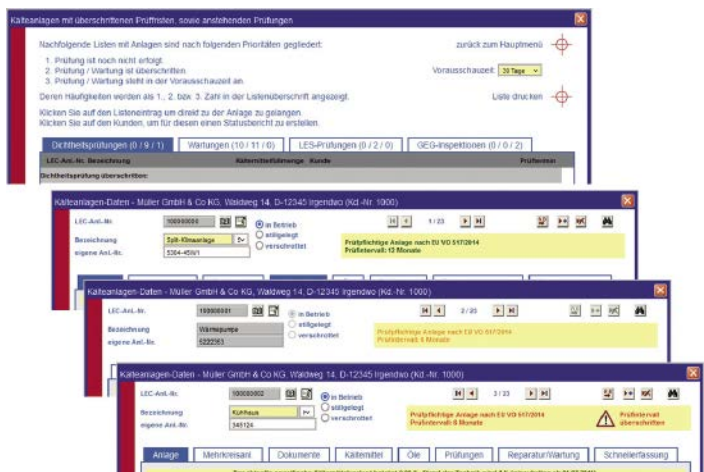 Kälteanlagen mit überschrittenen Prüffristen, sowie anstehenden Prüfungen
Nachfolgende Listen mit Anlagen sind nach folgenden Prioritäten gegliedert:
zurück zum Hauptmenü
1. Prüfung ist noch nicht erfolgt
2. Prüfung / Wartung ist überschritten
3. Prüfung / Wartung steht in der Vorausschauzeit an.
Vorausschauzeit: 30 Tage
Deren Häufigkeiten werden als 1., 2. bzw. 3. Zahl in der Listenüberschrift angezeigt.
Liste drucken
Klicken Sie auf den Listeneintrag um direkt zu der Anlage zu gelangen.
Klicken Sie auf den Kunden, um für diesen einen Statusbericht zu erstellen.
Dichtheitsprüfungen (0 / 9 / 1)
Wartungen (10 / 11 / 0)
LES-Prüfungen (0 / 2 / 0)
GEG-Inspektionen (0 / 0 / 2)
LEC-Anl.-Nr. Bezeichnung Kältemittelfüllmenge Kunde Prüftermin
Dichtheitsprüfung überschritten:
Kälteanlagen-Daten - Müller GmbH & Co KG, Waldweg 14, D-12345 Irgendwo (Kd.-Nr. 1000)
LEC-Anl.-Nr. 100000000
in Betrieb
stillgelegt
verschrottet
1 / 23
Bezeichnung Split-Klimaanlage
eigene Anl.-Nr. 5304-45W/1
Prüfpflichtige Anlage nach EU VO 517/2014
Prüfintervall: 12 Monate
Kälteanlagen-Daten - Müller GmbH & Co KG, Waldweg 14, D-12345 Irgendwo (Kd.-Nr. 1000)
LEC-Anl.-Nr. 100000001
in Betrieb
stillgelegt
verschrottet
2 / 23
Bezeichnung Wärmepumpe
eigene Anl.-Nr. 5222353
Prüfpflichtige Anlage nach EU VO 517/2014
Prüfintervall: 6 Monate
Kälteanlagen-Daten - Müller GmbH & Co KG, Waldweg 14, D-12345 Irgendwo (Kd.-Nr. 1000)
LEC-Anl.-Nr. 100000002
in Betrieb
stillgelegt
verschrottet
3 / 23
Bezeichnung Kühlhaus
eigene Anl.-Nr. 345124
Prüfpflichtige Anlage nach EU VO 517/2014
Prüfintervall: 6 Monate
Prüfintervall
überschritten
Anlage
Mehrkreisanl.
Dokumente
Kältemittel
Öle
Prüfungen
Reparatur/Wartung
Schnellerfassung